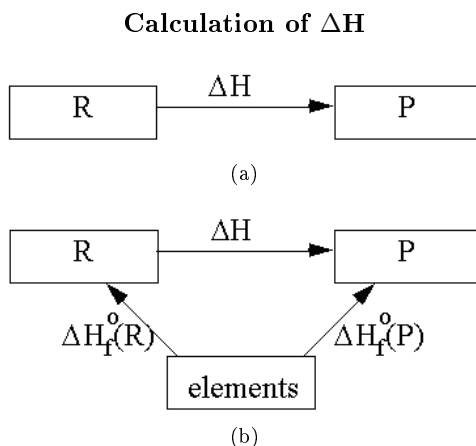 Calculation of ΔH
ΔH
R P
(a)
ΔH
R P
ΔH°f(R) ΔH°f(P)
elements
(b)